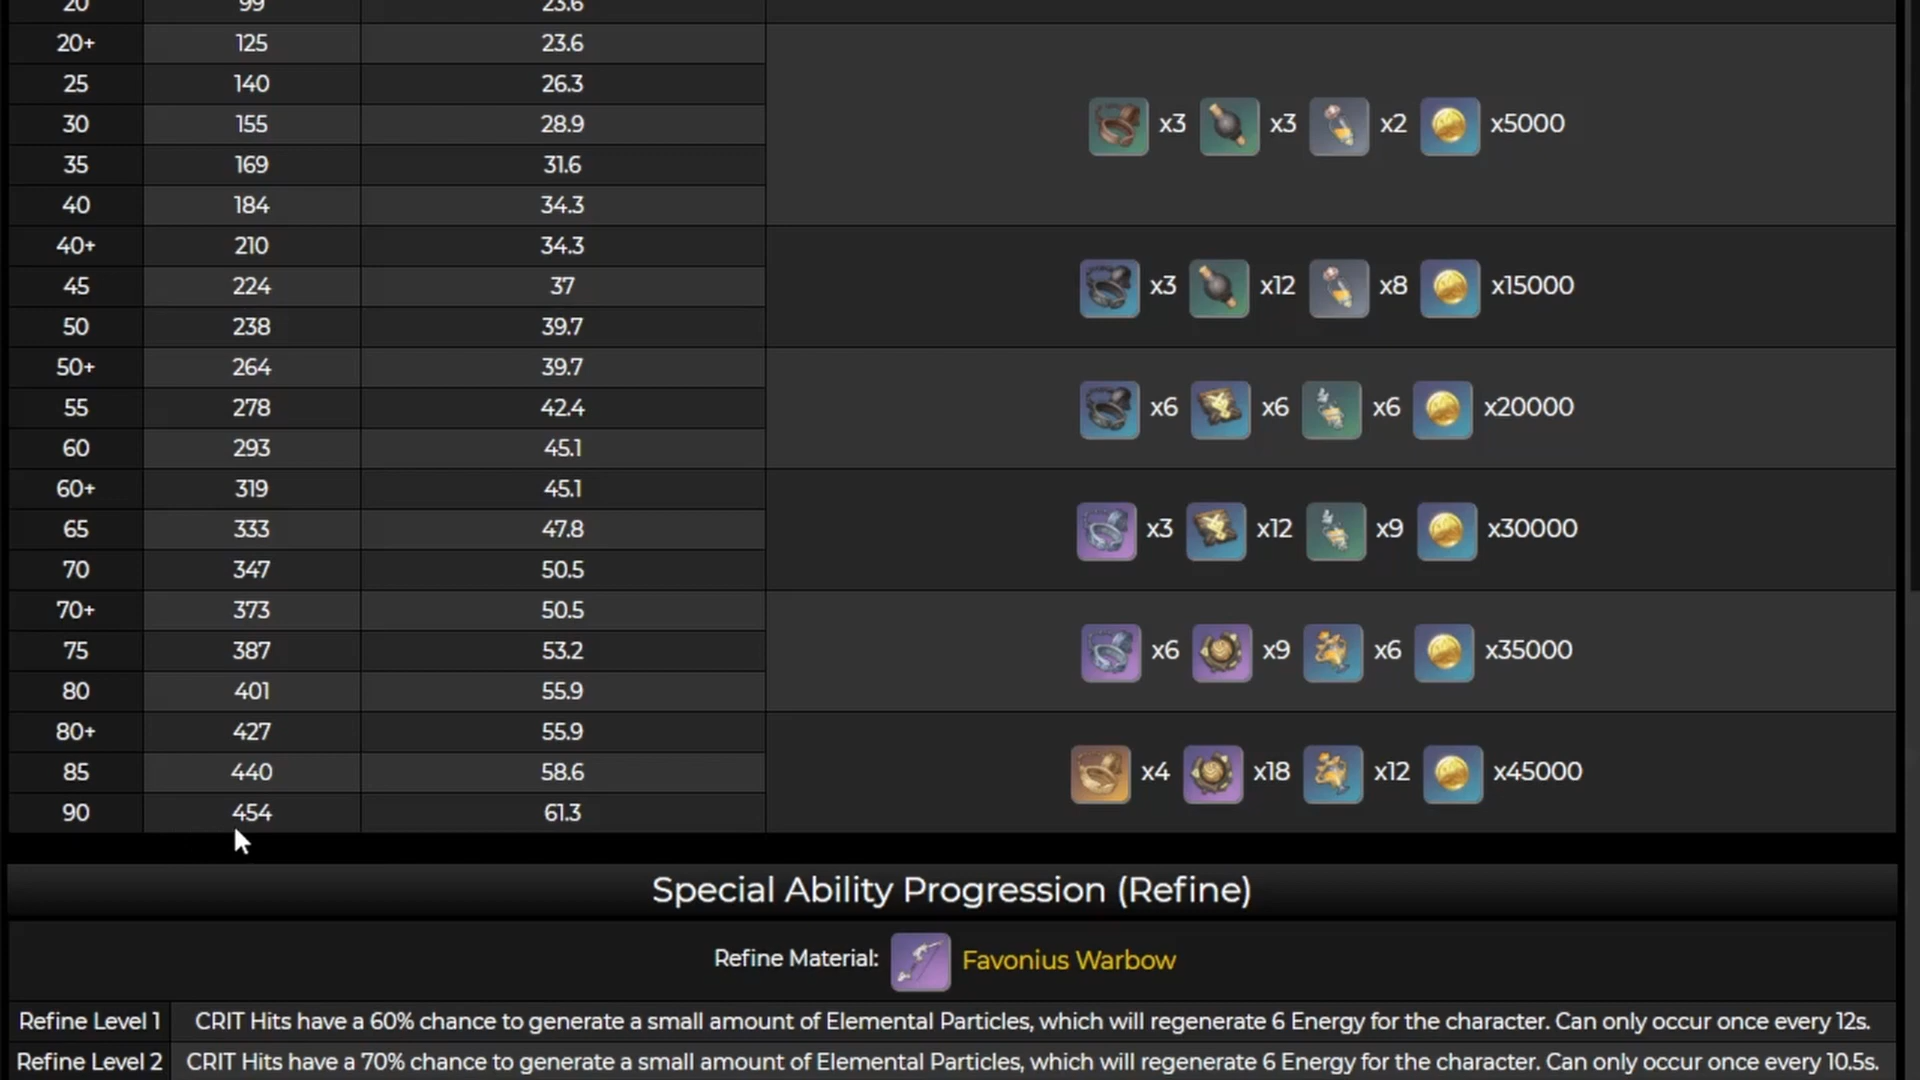 20 99 23.6
20+ 125 23.6
25 140 26.3
30 155 28.9 x3 x3 x2 x5000
35 169 31.6
40 184 34.3
40+ 210 34.3
45 224 37 x3 x12 x8 x15000
50 238 39.7
50+ 264 39.7
55 278 42.4 x6 x6 x6 x20000
60 293 45.1
60+ 319 45.1
65 333 47.8 x3 x12 x9 x30000
70 347 50.5
70+ 373 50.5
75 387 53.2 x6 x9 x6 x35000
80 401 55.9
80+ 427 55.9
85 440 58.6 x4 x18 x12 x45000
90 454 61.3
Special Ability Progression (Refine)
Refine Material: Favonius Warbow
Refine Level 1 CRIT Hits have a 60% chance to generate a small amount of Elemental Particles, which will regenerate 6 Energy for the character. Can only occur once every 12s.
Refine Level 2 CRIT Hits have a 70% chance to generate a small amount of Elemental Particles, which will regenerate 6 Energy for the character. Can only occur once every 10.5s.